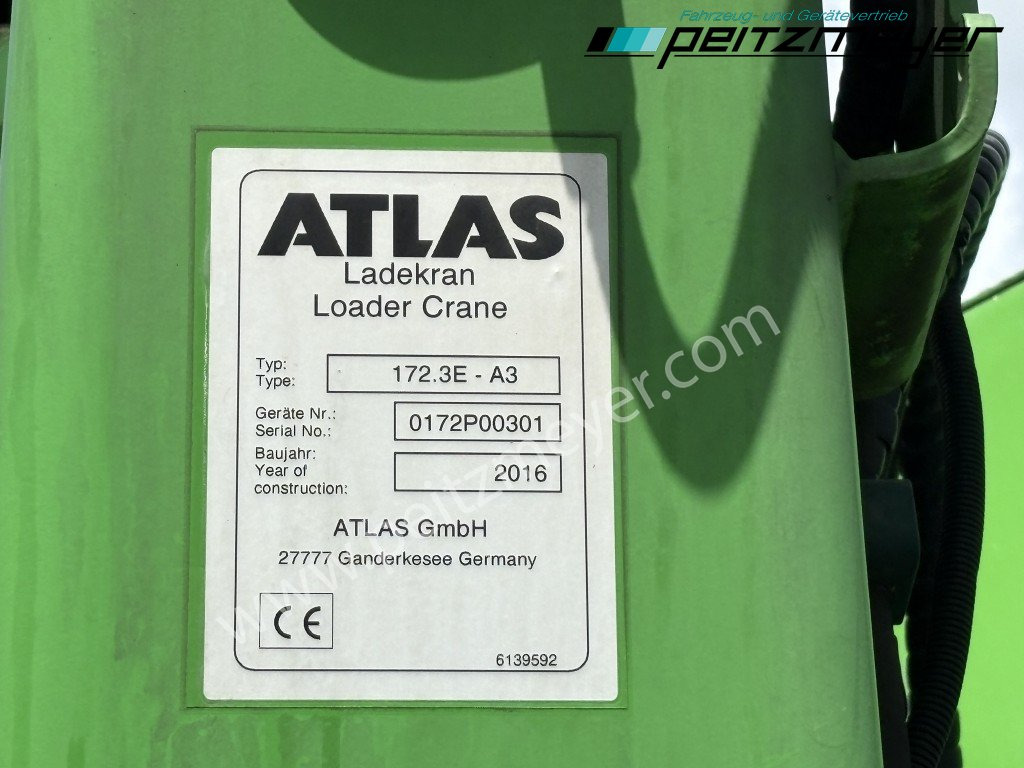 Fahrzeug- und Gerätevertrieb
peitzmeyer
ATLAS
Ladekran
Loader Crane
Typ:
Type:
172.3E - A3
Geräte Nr.:
Serial No.:
0172P00301
Baujahr:
Year of
construction:
2016
ATLAS GmbH
27777 Ganderkesee Germany
CE
6139592
www.peitzmeyer.com